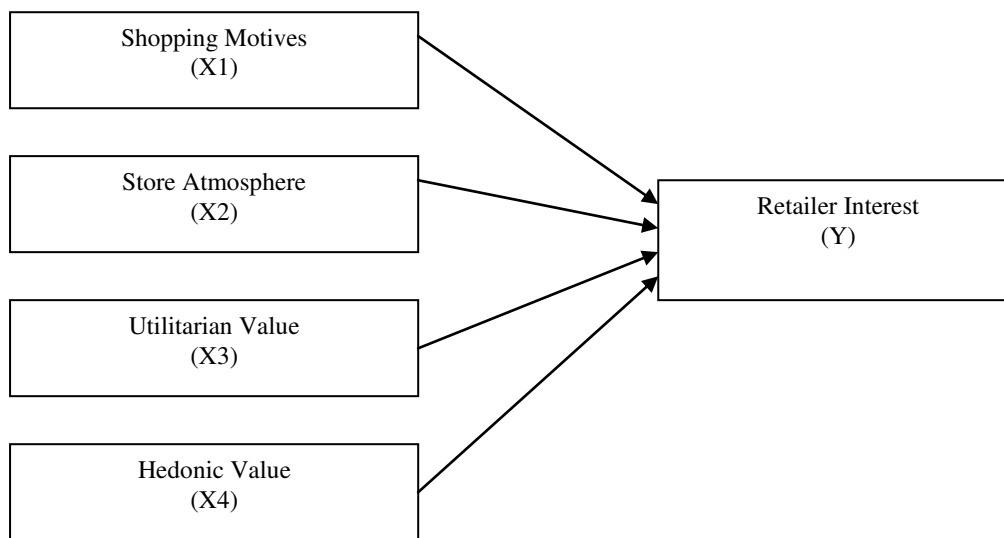 Shopping Motives
(X1)
Store Atmosphere
(X2)
Utilitarian Value
(X3)
Hedonic Value
(X4)
Retailer Interest
(Y)